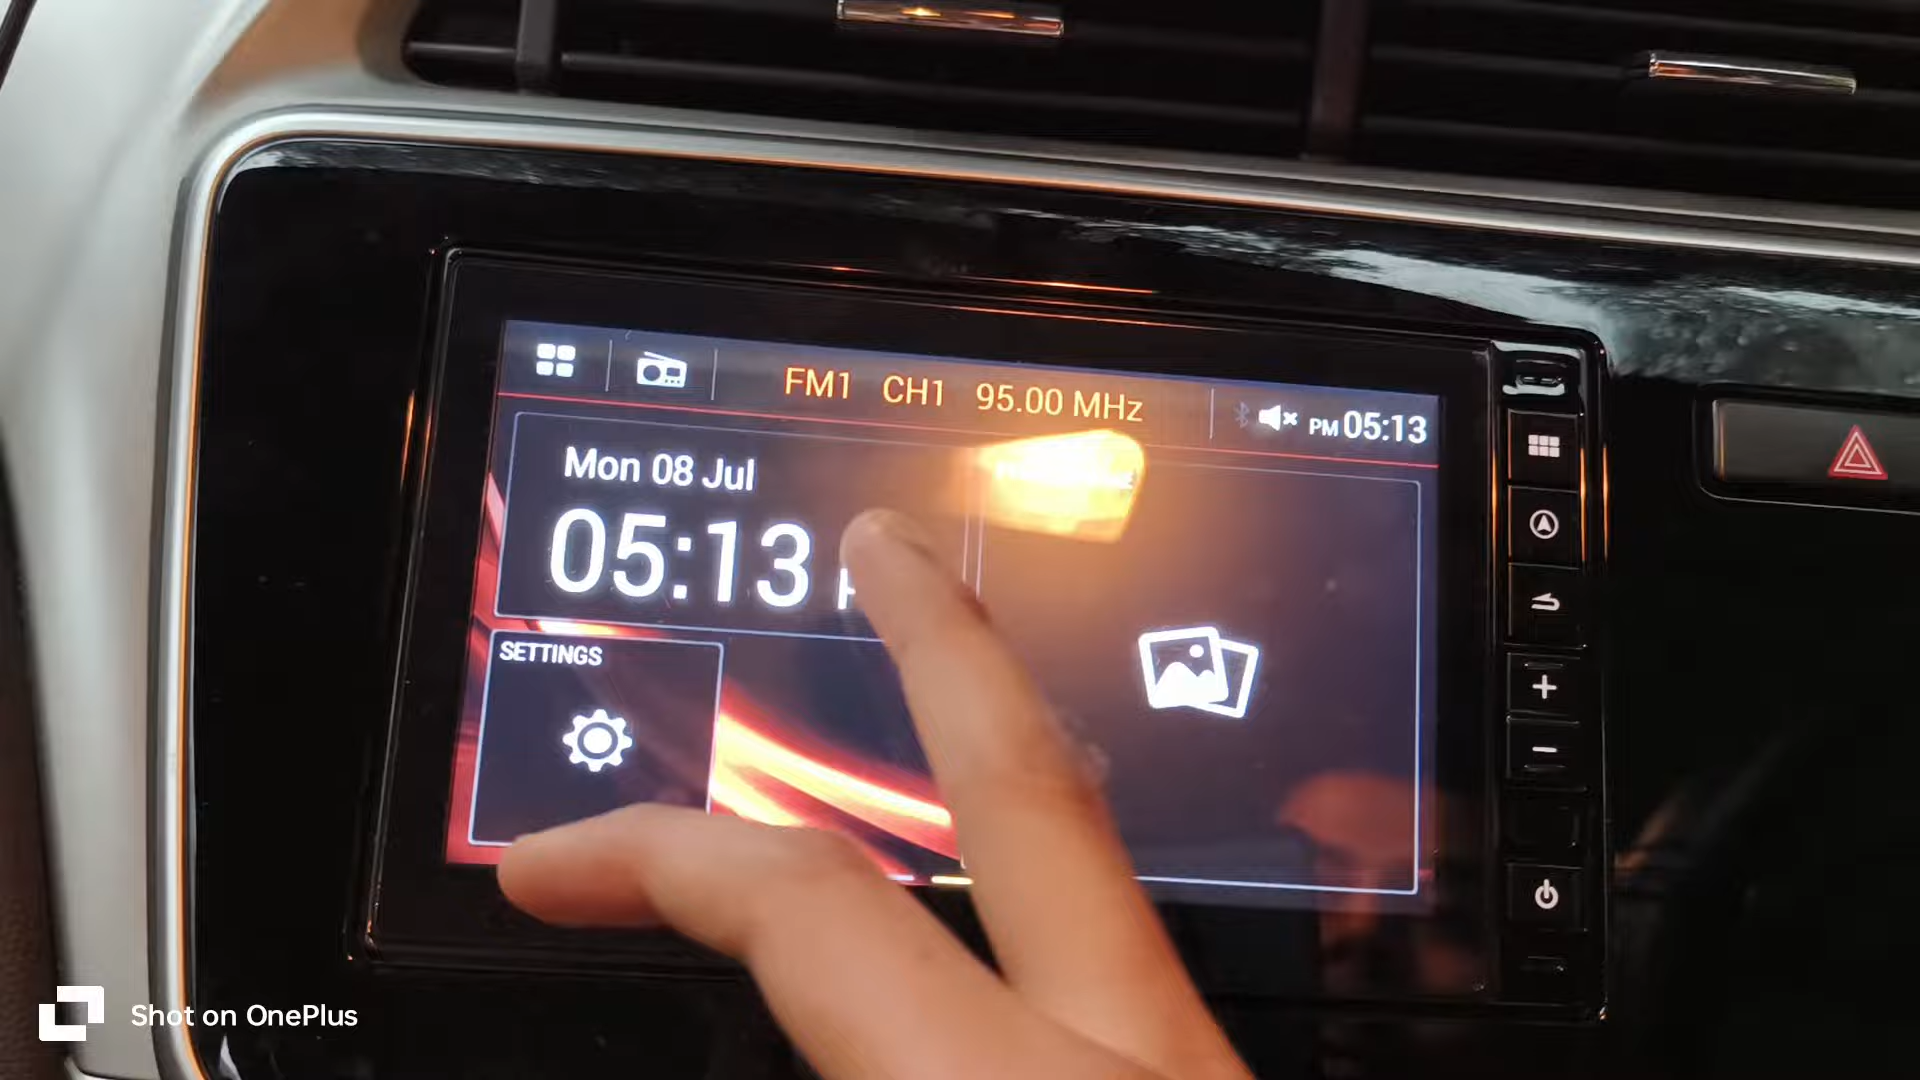 FM1 CH1 95.00 MHz
PM 05:13
Mon 08 Jul
05:13
SETTINGS
Shot on OnePlus